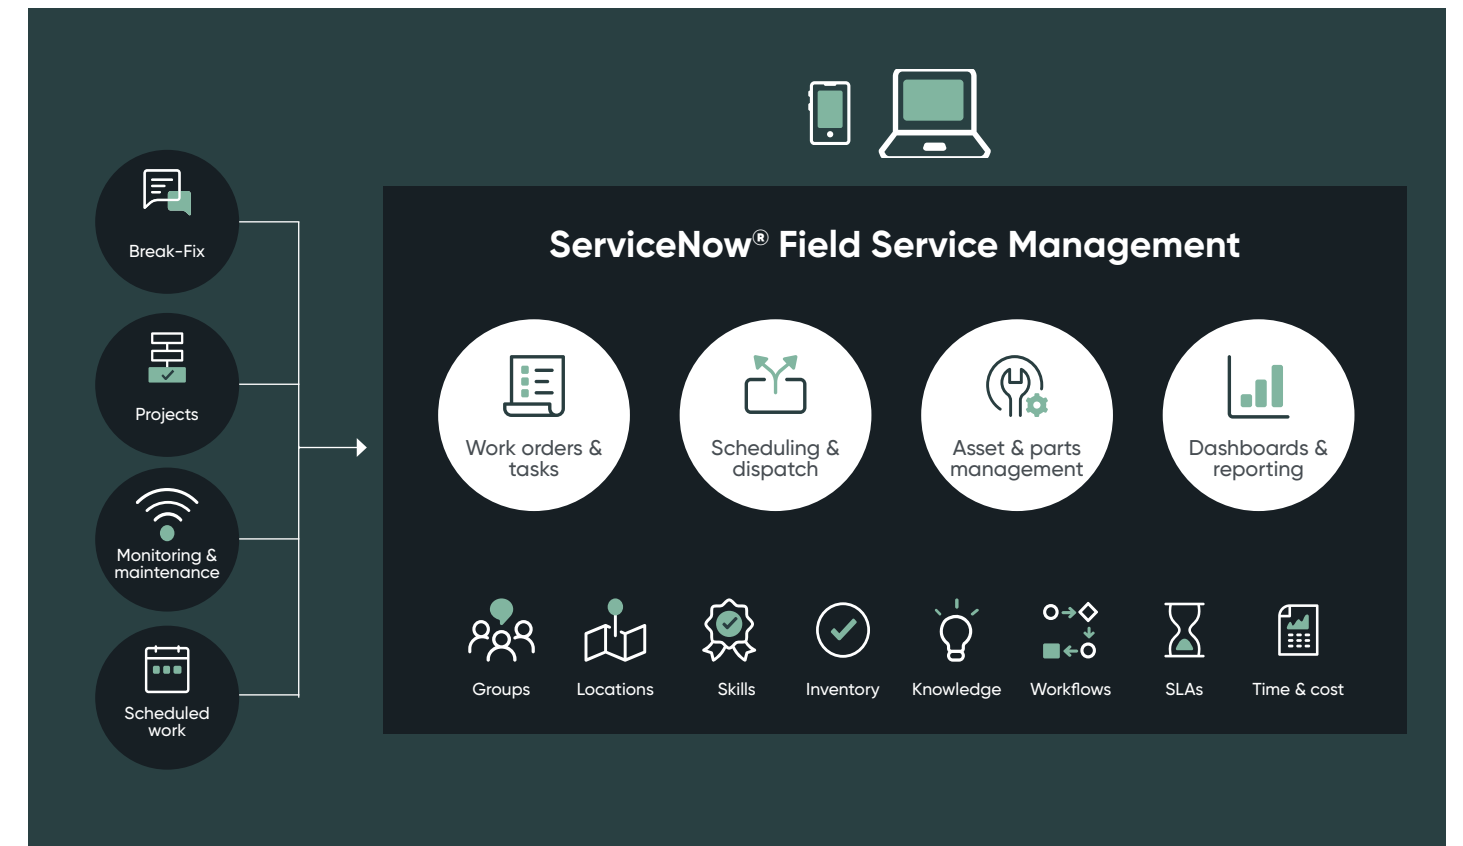 Break-Fix
Projects
Monitoring &
maintenance
Scheduled
work
ServiceNow® Field Service Management
Work orders &
tasks
Scheduling &
dispatch
Asset & parts
management
Dashboards &
reporting
Groups
Locations
Skills
Inventory
Knowledge
Workflows
SLAs
Time & cost